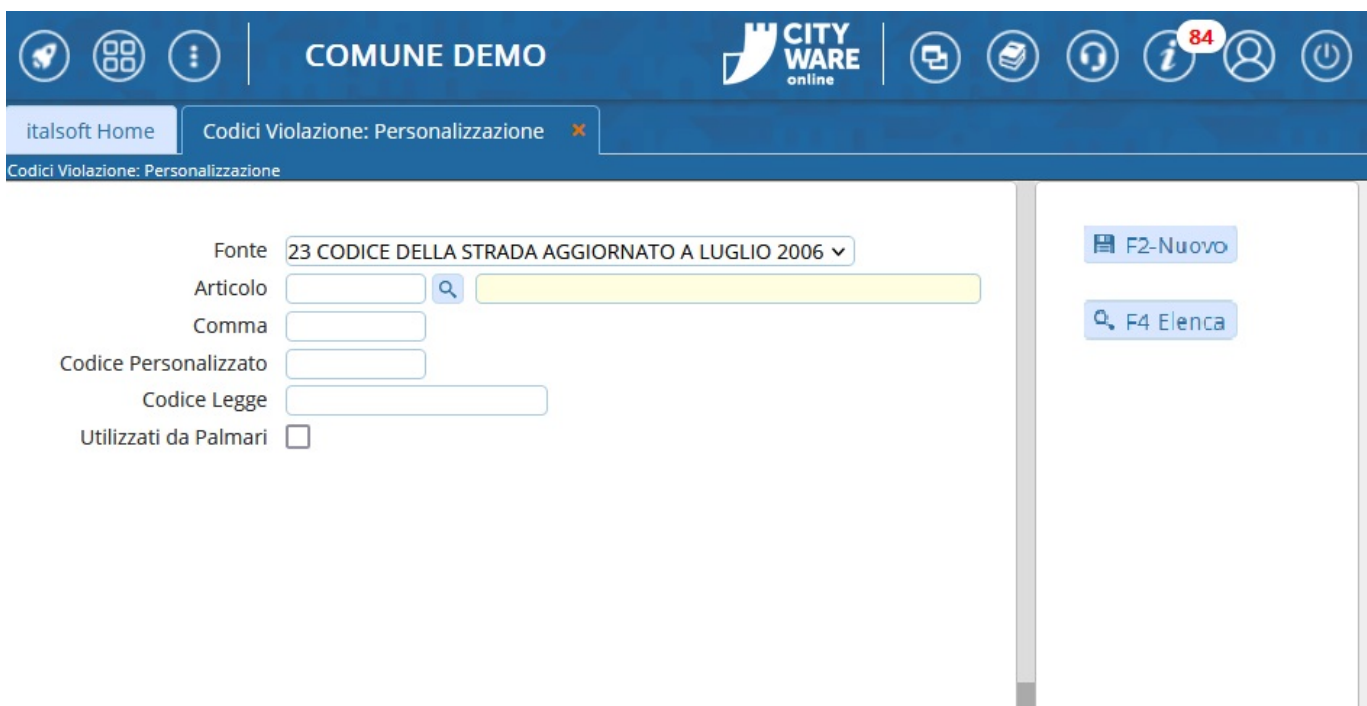 COMUNE DEMO
CITY
WARE
online
84
italsoft Home
Codici Violazione: Personalizzazione
Codici Violazione: Personalizzazione
Fonte 23 CODICE DELLA STRADA AGGIORNATO A LUGLIO 2006
F2-Nuovo
Articolo
Comma
F4 Elenca
Codice Personalizzato
Codice Legge
Utilizzati da Palmari